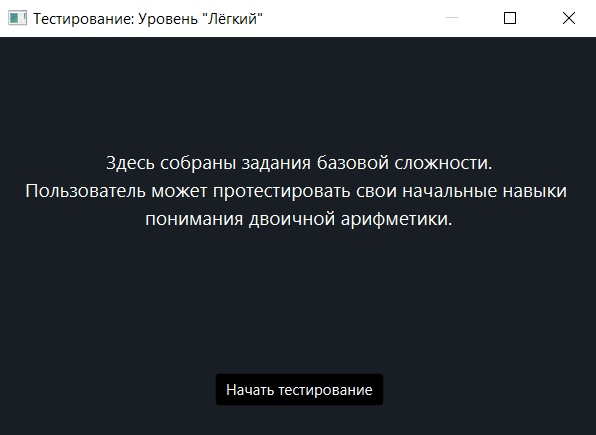 Тестирование: Уровень "Лёгкий"
Здесь собраны задания базовой сложности.
Пользователь может протестировать свои начальные навыки
понимания двоичной арифметики.
Начать тестирование